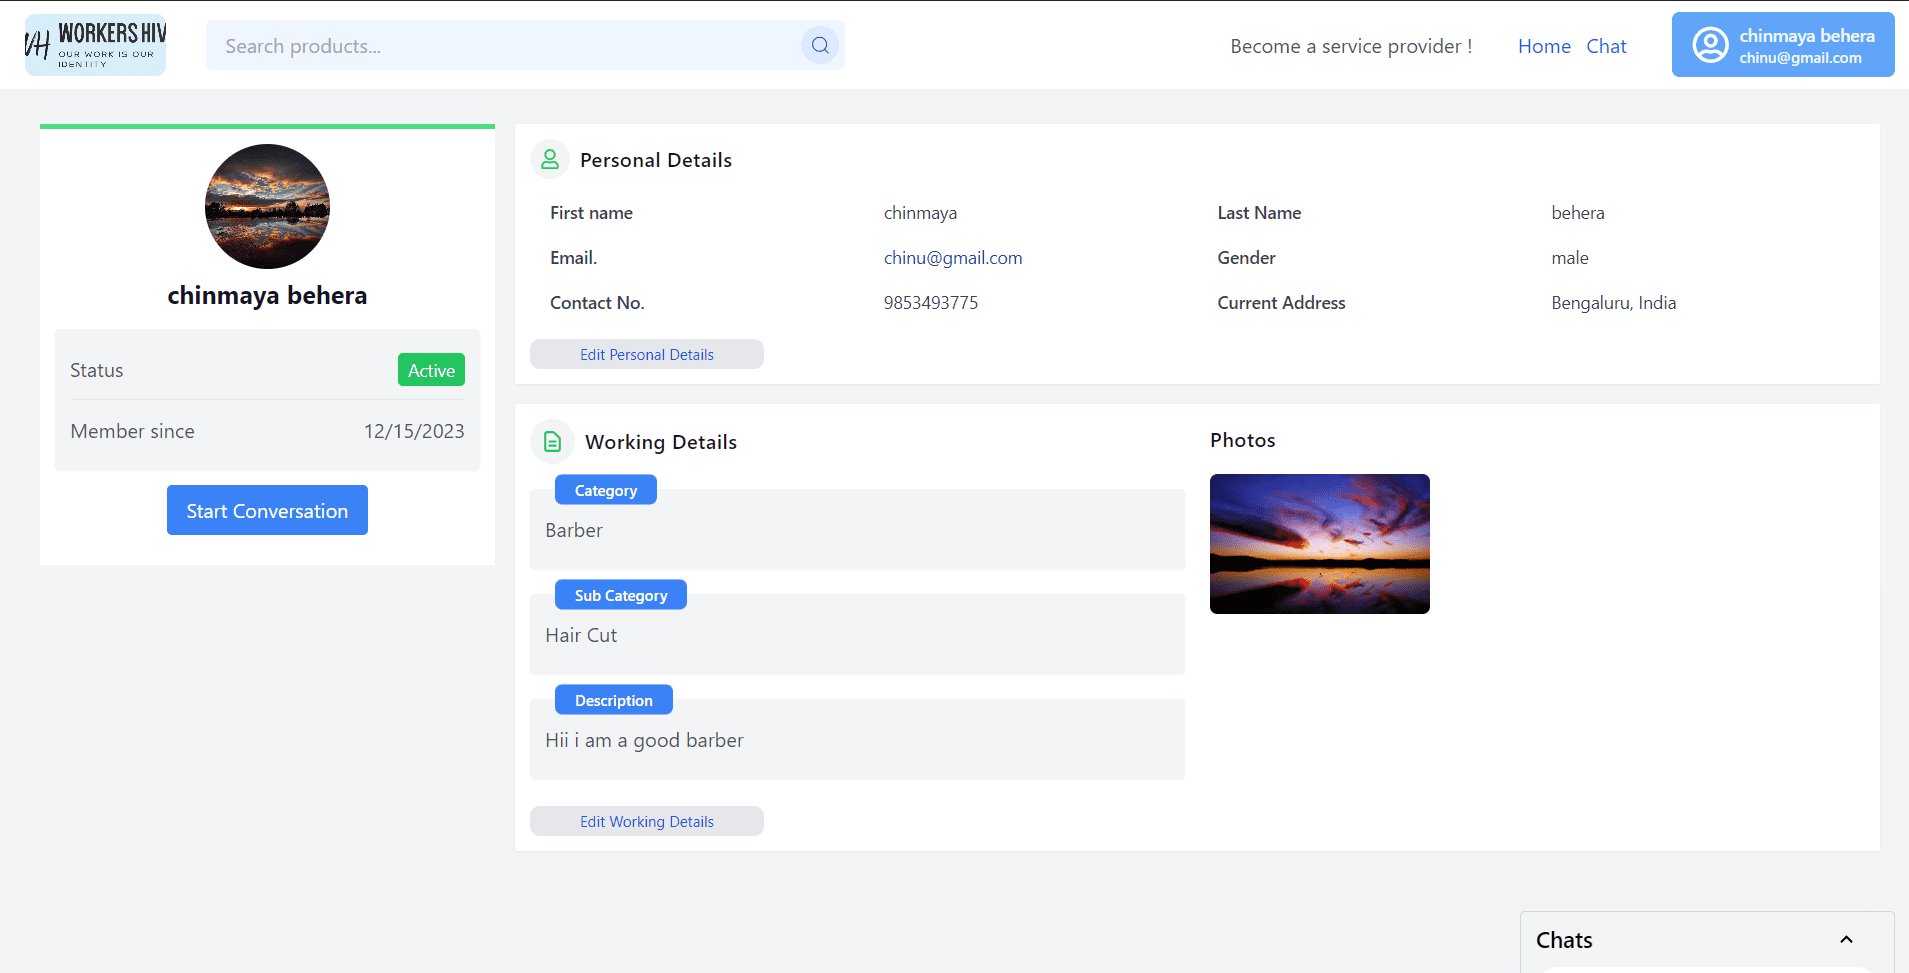 WORKERS HIV
OUR WORK IS OUR
IDENTITY
Search products...
Become a service provider !
Home
Chat
chinmaya behera
chinu@gmail.com
chinmaya behera
Status
Active
Member since
12/15/2023
Start Conversation
Personal Details
First name
chinmaya
Last Name
behera
Email.
chinu@gmail.com
Gender
male
Contact No.
9853493775
Current Address
Bengaluru, India
Edit Personal Details
Working Details
Category
Barber
Sub Category
Hair Cut
Description
Hii i am a good barber
Edit Working Details
Photos
Chats